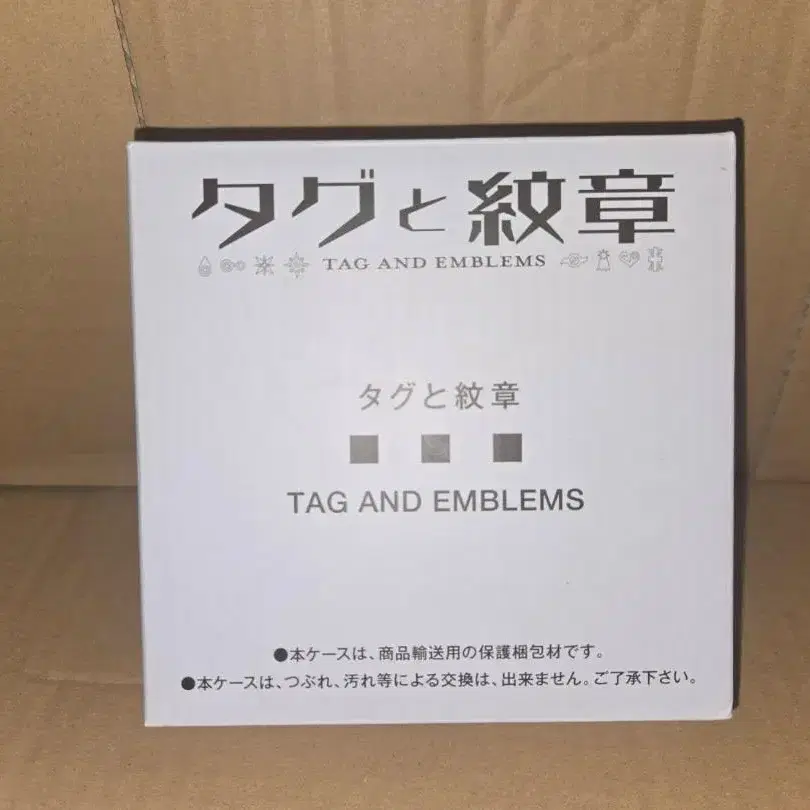 タグと紋章
TAG AND EMBLEMS
タグと紋章
TAG AND EMBLEMS
●本ケースは、商品輸送用の保護梱包材です。
●本ケースは、つぶれ、汚れ等による交換は、出来ません。ご了承下さい。